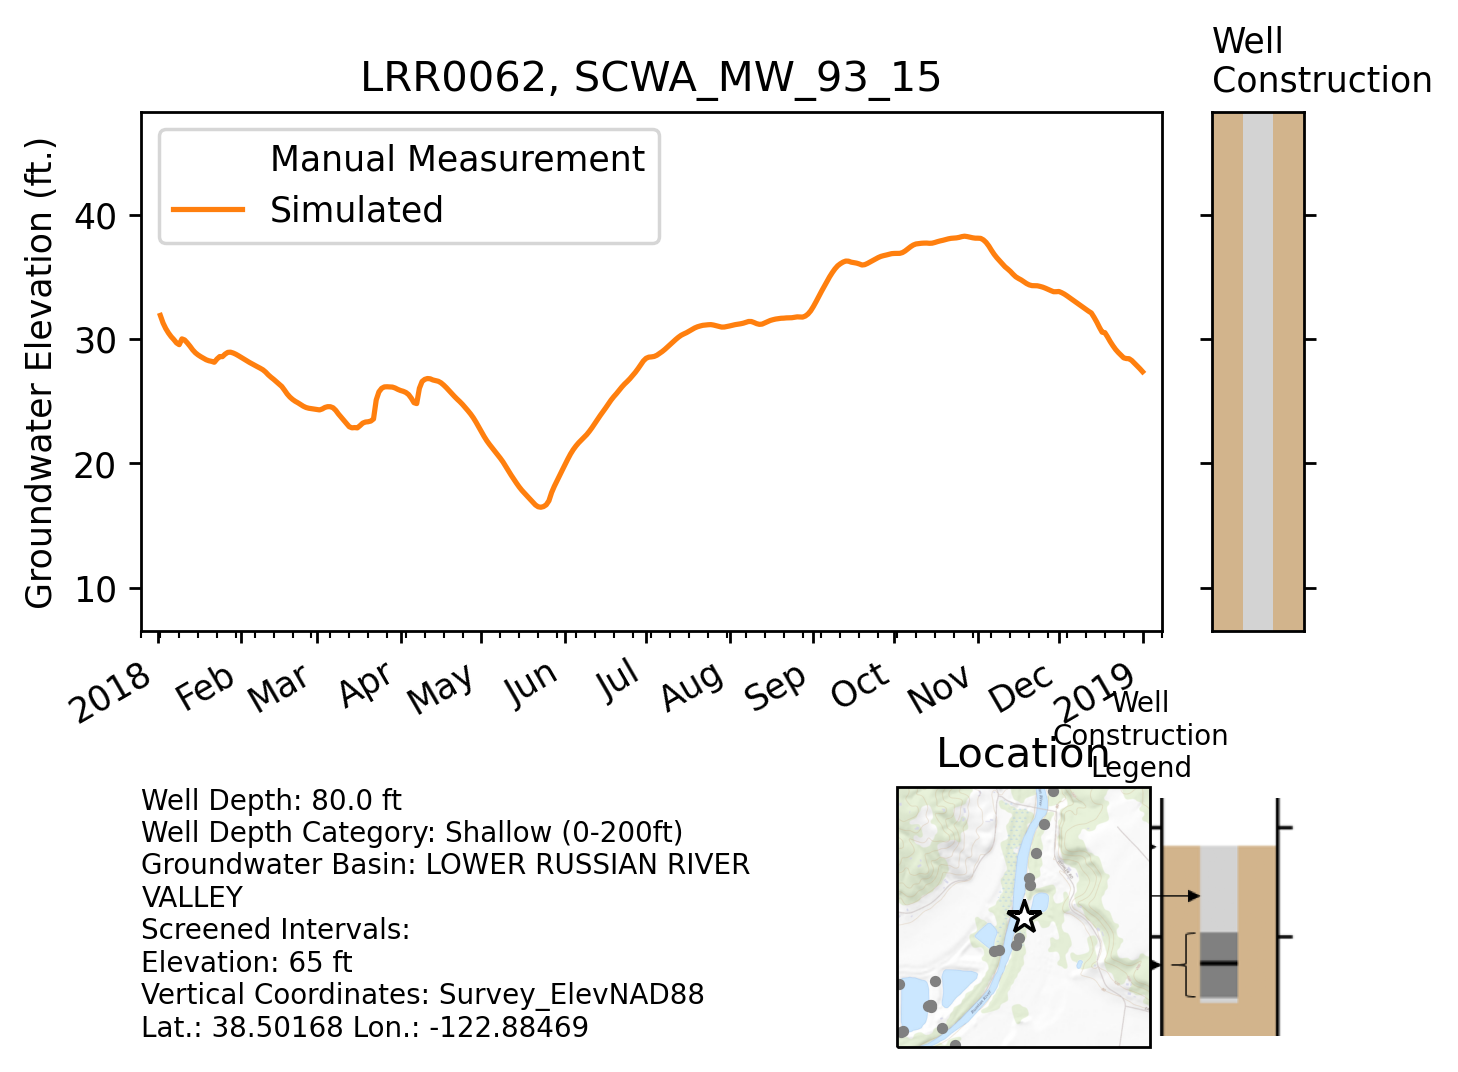 Well
Construction
LRR0062, SCWA_MW_93_15
Manual Measurement
Simulated
Groundwater Elevation (ft.)
40
30
20
10
2018
Feb
Mar
Apr
May
Jun
Jul
Aug
Sep
Oct
Nov
Dec
2019
Well
Construction
Legend
Location
Well Depth: 80.0 ft
Well Depth Category: Shallow (0-200ft)
Groundwater Basin: LOWER RUSSIAN RIVER
VALLEY
Screened Intervals:
Elevation: 65 ft
Vertical Coordinates: Survey_ElevNAD88
Lat.: 38.50168 Lon.: -122.88469